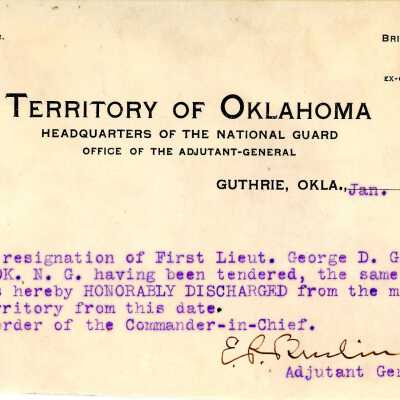 Bri
TERRITORY OF OKLAHOMA
HEADQUARTERS OF THE NATIONAL GUARD
OFFICE OF THE ADJUTANT-GENERAL
GUTHRIE, OKLA., Jan.
resignation of First Lieut. George D. G
OK. N. G. having been tendered, the same
s hereby HONORABLY DISCHARGED from the m
rritory from this date.
order of the Commander-in-Chief.
Adjutant Gen